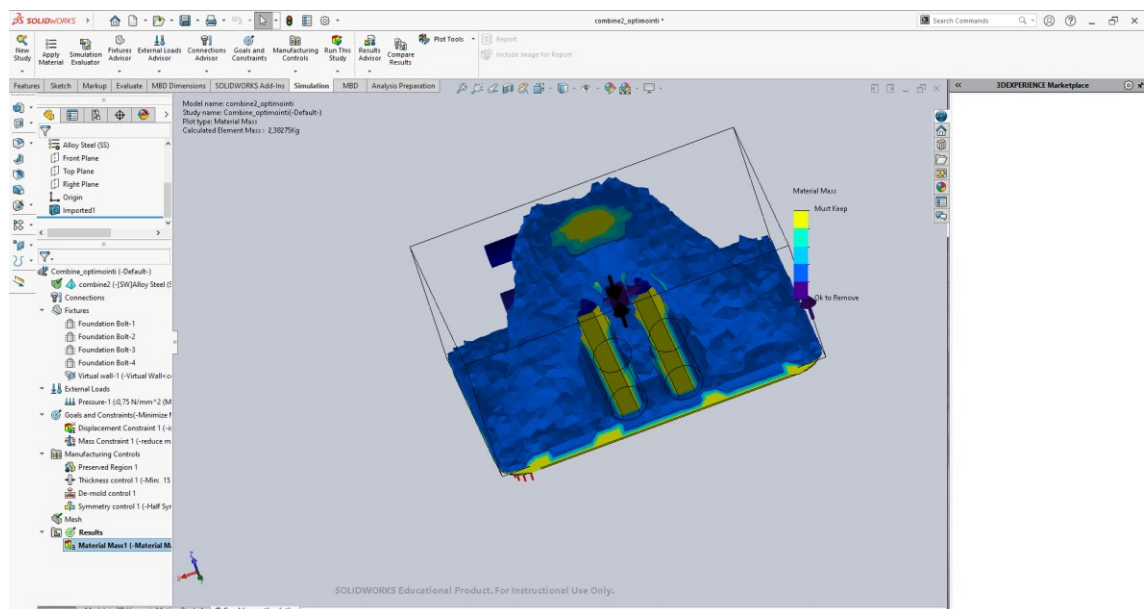 SOLIDWORKS
combine2_optimointi *
Search Commands
New Study
Apply Material
Simulation Evaluator
Fixtures Advisor
External Loads Advisor
Connections Advisor
Goals and Constraints
Manufacturing Controls
Run This Study
Results Advisor
Compare Results
Plot Tools
Report
Include Image for Report
Features Sketch Markup Evaluate MBD Dimensions SOLIDWORKS Add-Ins Simulation MBD Analysis Preparation
3DEXPERIENCE Marketplace
Model name: combine2_optimointi
Study name: Combine_optimointi(-Default-)
Plot type: Material Mass
Calculated Element Mass : 2,38275Kg
Alloy Steel (SS)
Front Plane
Top Plane
Right Plane
Origin
Imported1
Combine_optimointi (-Default-)
combine2 (-[SW]Alloy Steel (S
Connections
Fixtures
Foundation Bolt-1
Foundation Bolt-2
Foundation Bolt-3
Foundation Bolt-4
Virtual wall-1 (-Virtual Wall<c
External Loads
Pressure-1 (:0,75 N/mm^2 (M
Goals and Constraints(-Minimize M
Displacement Constraint 1 (-i
Mass Constraint 1 (-reduce m
Manufacturing Controls
Preserved Region 1
Thickness control 1 (-Min: 15
De-mold control 1
Symmetry control 1 (-Half Syr
Mesh
Results
Material Mass1 (-Material M
Material Mass
Must Keep
Ok to Remove
Z
X
SOLIDWORKS Educational Product. For Instructional Use Only.